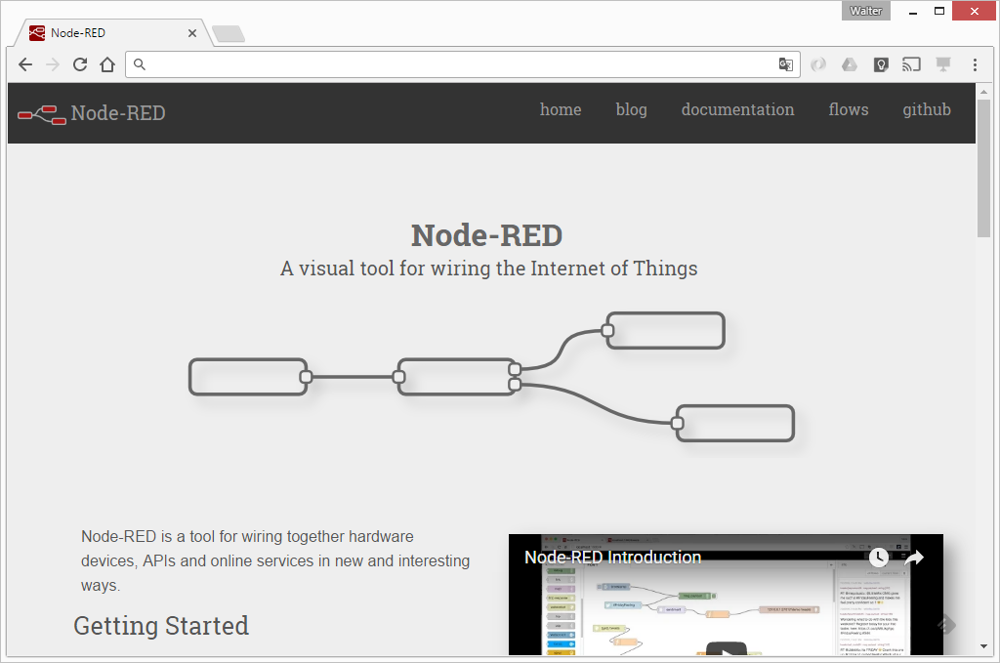 Walter
Node-RED
Node-RED
home blog documentation flows github
Node-RED
A visual tool for wiring the Internet of Things
Node-RED is a tool for wiring together hardware
devices, APIs and online services in new and interesting
ways.
Getting Started
Node-RED Introduction